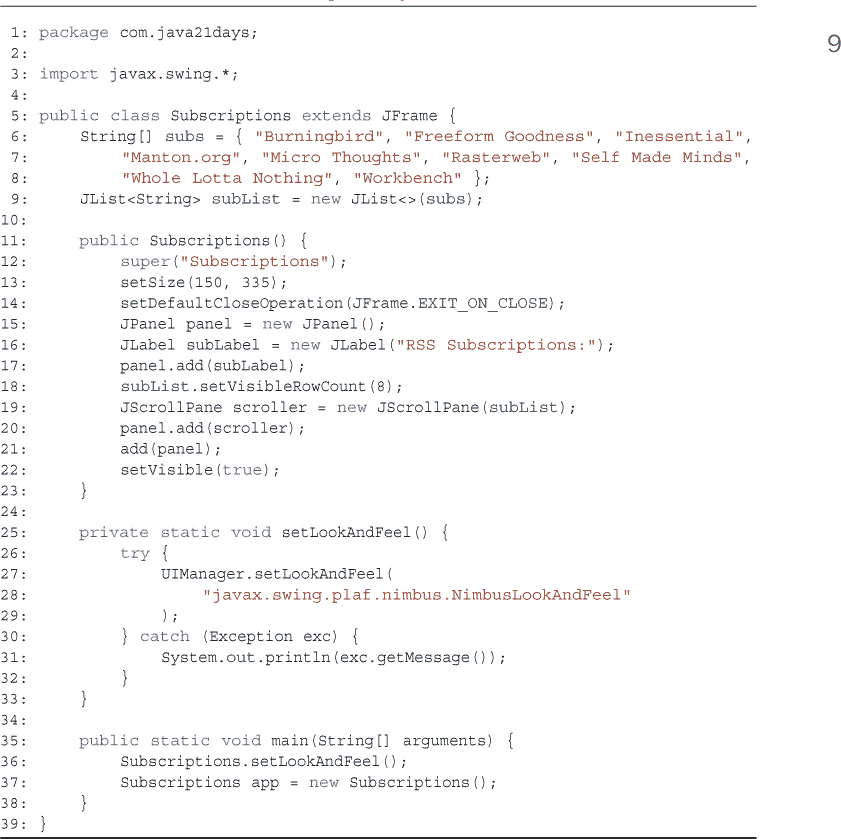 1: package com.java21days;
2:
3: import javax.swing.*;
4:
5: public class Subscriptions extends JFrame {
6:     String[] subs = { "Burningbird", "Freeform Goodness", "Inessential",
7:         "Manton.org", "Micro Thoughts", "Rasterweb", "Self Made Minds",
8:         "Whole Lotta Nothing", "Workbench" };
9:     JList<String> subList = new JList<>(subs);
10:
11:     public Subscriptions() {
12:         super("Subscriptions");
13:         setSize(150, 335);
14:         setDefaultCloseOperation(JFrame.EXIT_ON_CLOSE);
15:         JPanel panel = new JPanel();
16:         JLabel subLabel = new JLabel("RSS Subscriptions:");
17:         panel.add(subLabel);
18:         subList.setVisibleRowCount(8);
19:         JScrollPane scroller = new JScrollPane(subList);
20:         panel.add(scroller);
21:         add(panel);
22:         setVisible(true);
23:     }
24:
25:     private static void setLookAndFeel() {
26:         try {
27:             UIManager.setLookAndFeel(
28:                 "javax.swing.plaf.nimbus.NimbusLookAndFeel"
29:             );
30:         } catch (Exception exc) {
31:             System.out.println(exc.getMessage());
32:         }
33:     }
34:
35:     public static void main(String[] arguments) {
36:         Subscriptions.setLookAndFeel();
37:         Subscriptions app = new Subscriptions();
38:     }
39: }
9